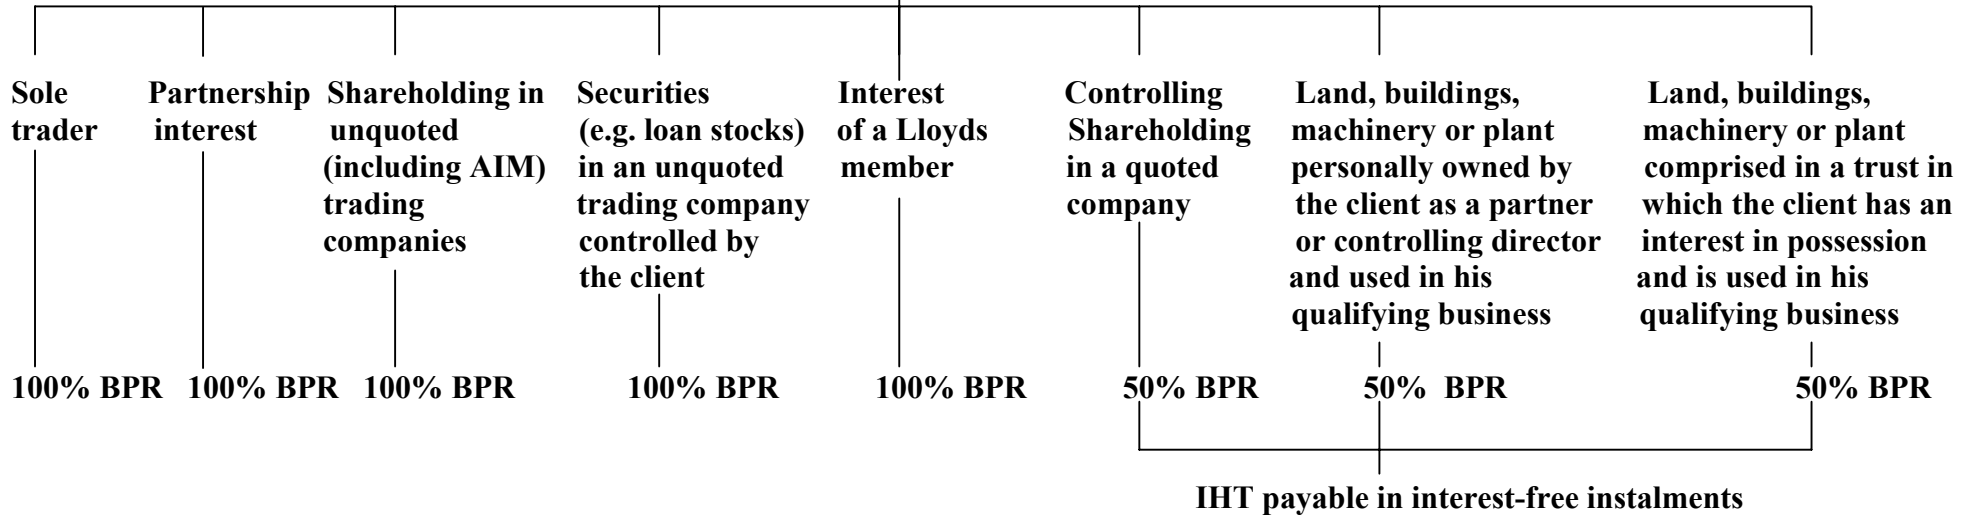 Sole
trader
100% BPR
Partnership
interest
100% BPR
Shareholding in
unquoted
(including AIM)
trading
companies
100% BPR
Securities
(e.g. loan stocks)
in an unquoted
trading company
controlled by
the client
100% BPR
Interest
of a Lloyds
member
100% BPR
Controlling
Shareholding
in a quoted
company
50% BPR
Land, buildings,
machinery or plant
personally owned by
the client as a partner
or controlling director
and used in his
qualifying business
50% BPR
Land, buildings,
machinery or plant
comprised in a trust in
which the client has an
interest in possession
and is used in his
qualifying business
50% BPR
IHT payable in interest-free instalments